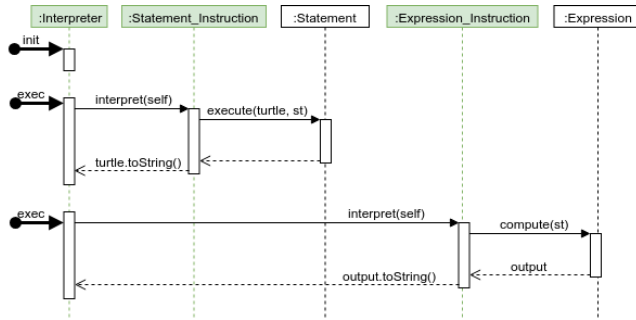 :Interpreter
:Statement_Instruction
:Statement
:Expression_Instruction
:Expression
init
exec
interpret(self)
execute(turtle, st)
turtle.toString()
exec
interpret(self)
compute(st)
output
output.toString()